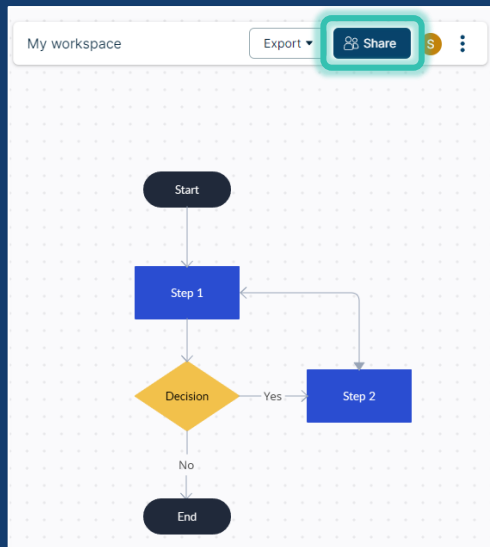 My workspace
Export
Share
S
Start
Step 1
Decision
Yes
Step 2
No
End